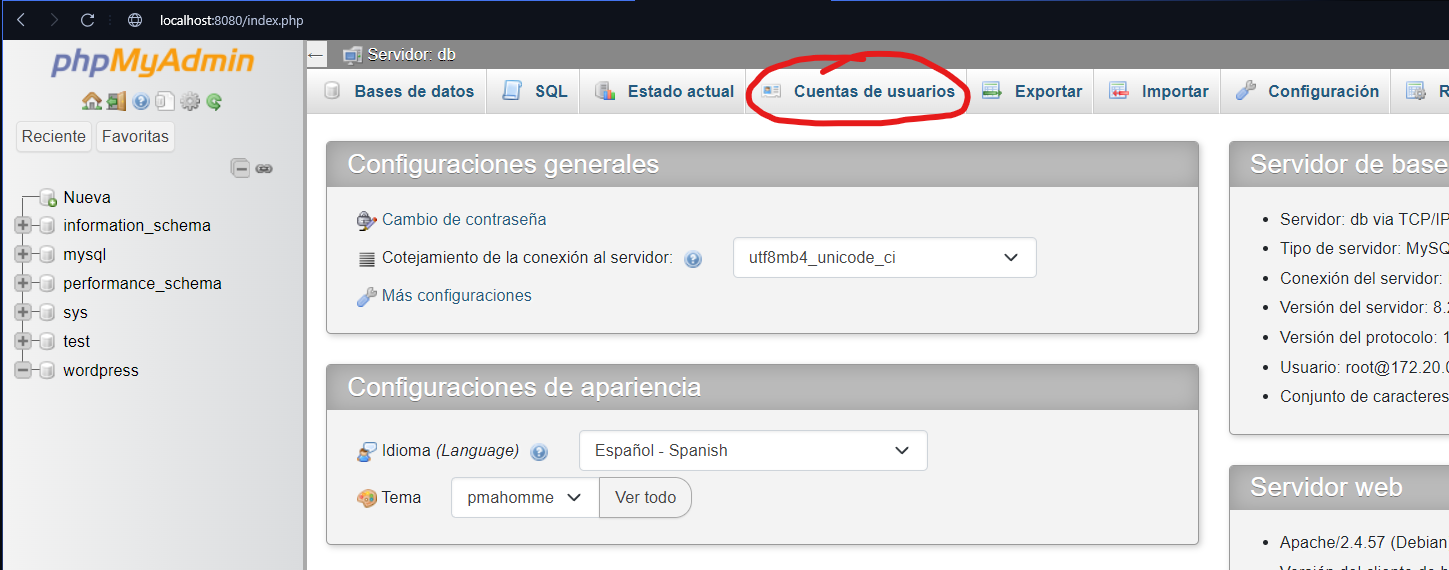 localhost:8080/index.php
phpMyAdmin
Reciente Favoritas
Nueva
information_schema
mysql
performance_schema
sys
test
wordpress
Servidor: db
Bases de datos SQL Estado actual Cuentas de usuarios Exportar Importar Configuración
Configuraciones generales
Cambio de contraseña
Cotejamiento de la conexión al servidor: utf8mb4_unicode_ci
Más configuraciones
Configuraciones de apariencia
Idioma (Language) Español - Spanish
Tema pmahomme Ver todo
Servidor de base
Servidor: db via TCP/IP
Tipo de servidor: MySQ
Conexión del servidor:
Versión del servidor: 8.2
Versión del protocolo: 1
Usuario: root@172.20.0
Conjunto de caracteres
Servidor web
Apache/2.4.57 (Debian